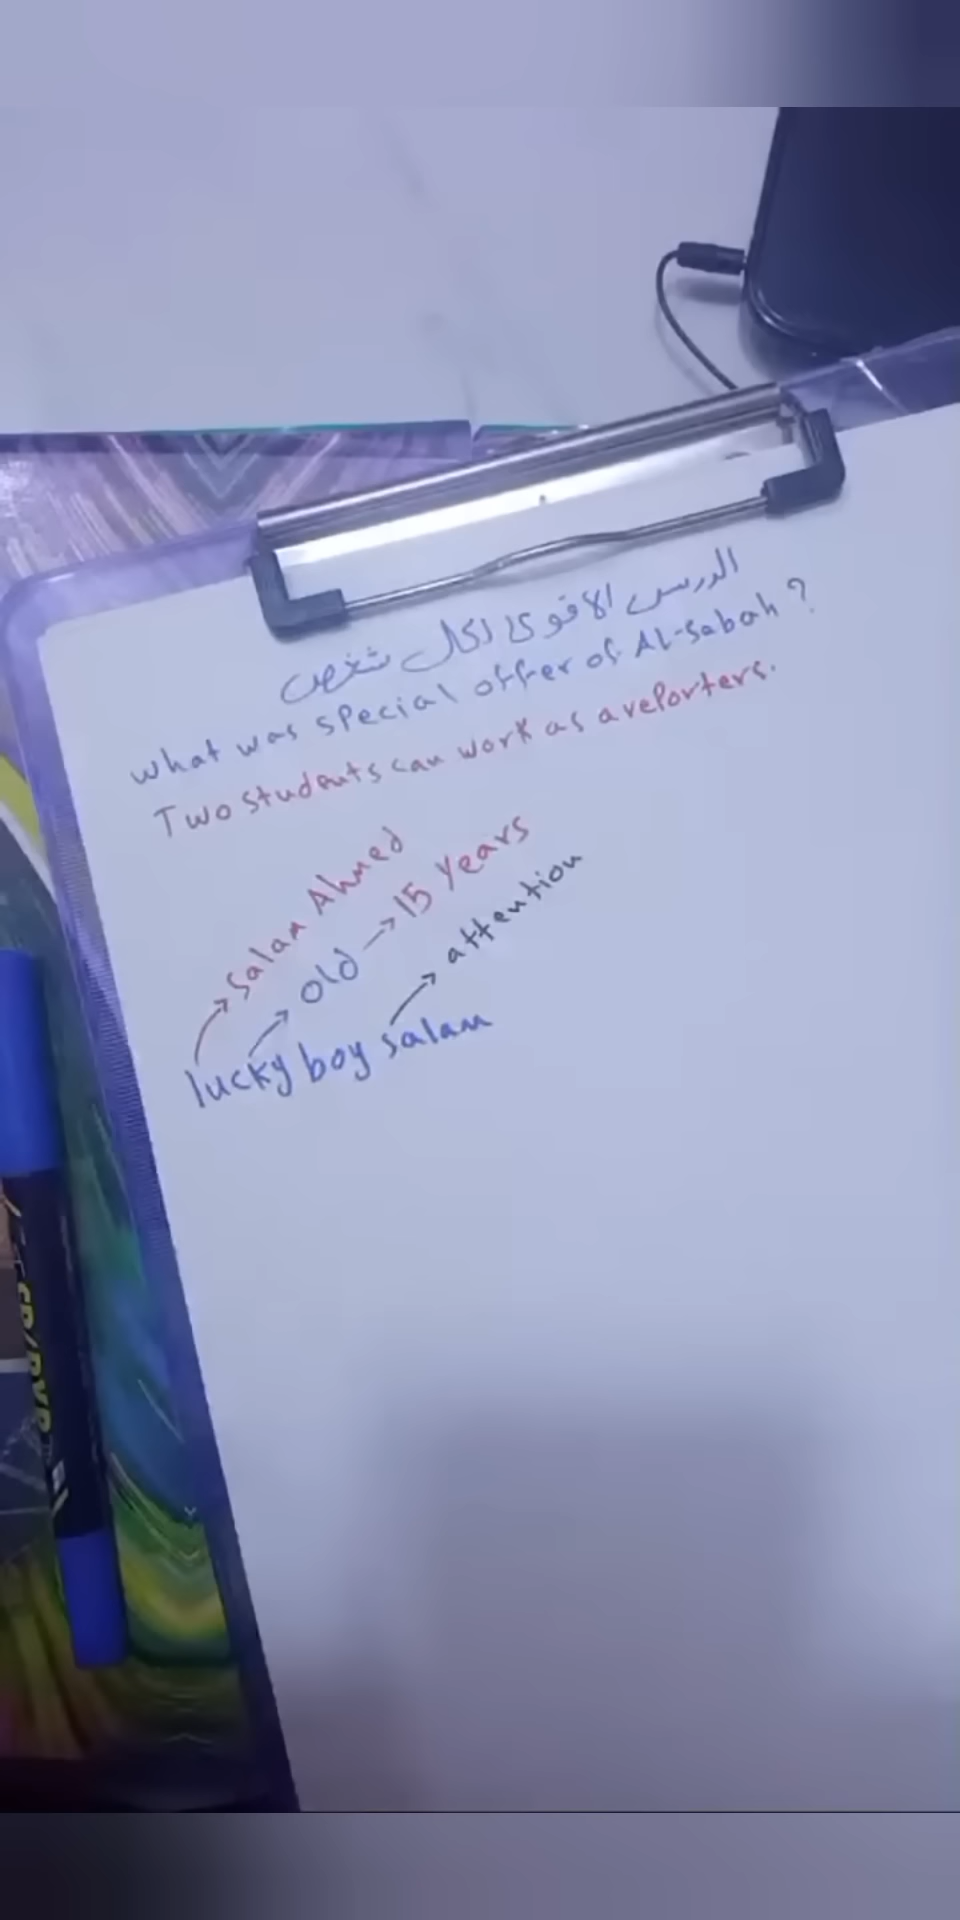 الدرس الاقوى لكل شخص
what was special offer of Al-Sabah ?
Two students can work as a reporters.
Salam Ahmed
old → 15 years
attention
lucky boy salam